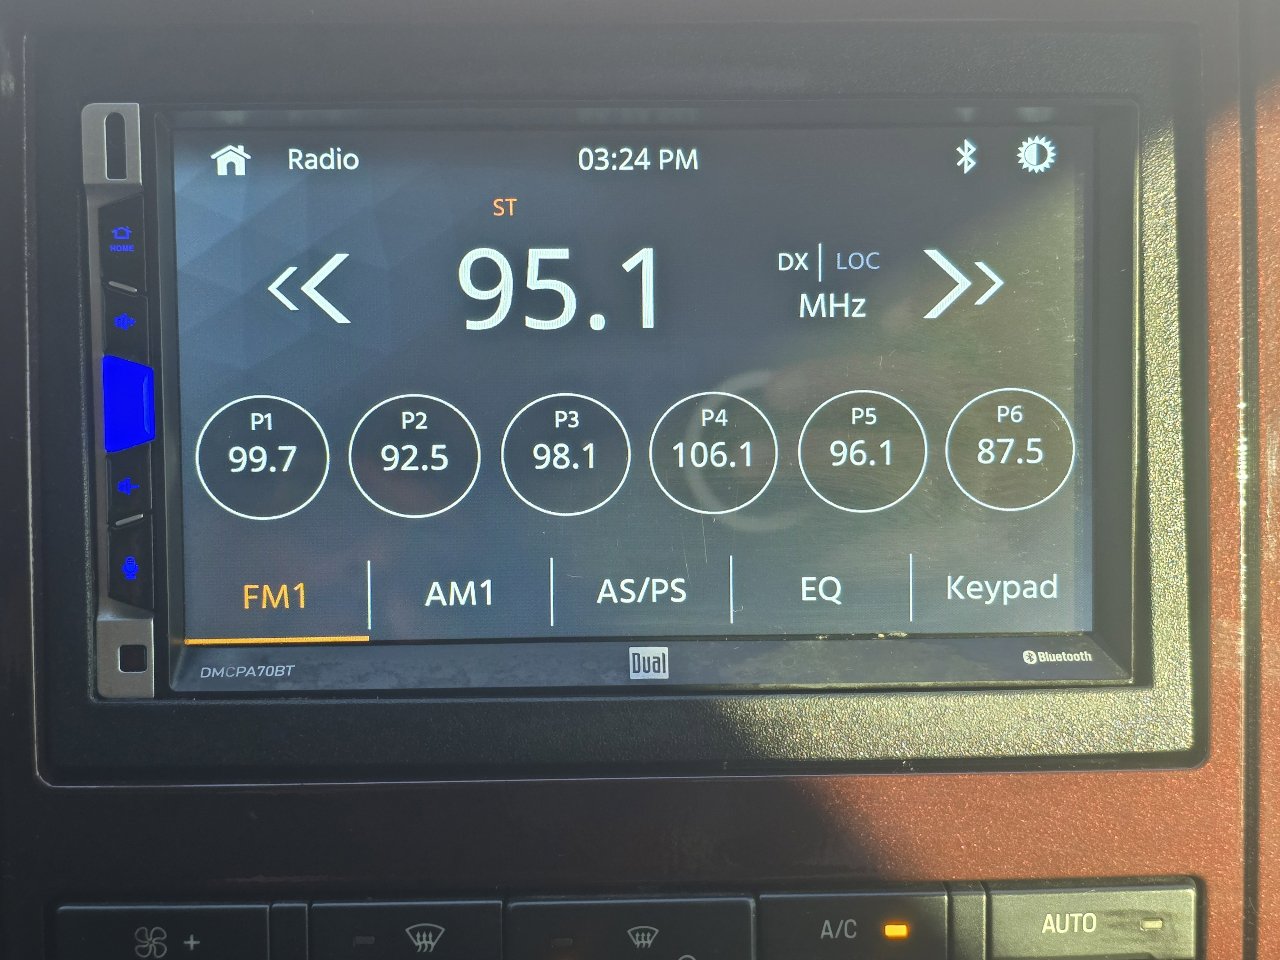 Radio
03:24 PM
ST
95.1
DX | LOC
MHz
HOME
P1
99.7
P2
92.5
P3
98.1
P4
106.1
P5
96.1
P6
87.5
FM1
AM1
AS/PS
EQ
Keypad
DMCPA70BT
Dual
Bluetooth
+
A/C
AUTO